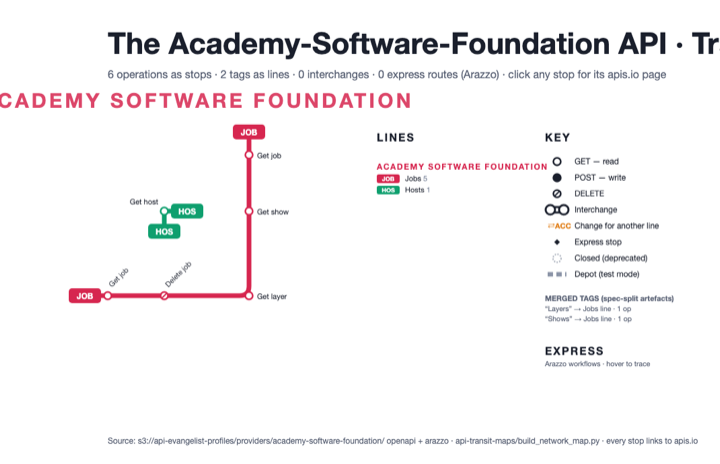 The Academy-Software-Foundation API · Tr
6 operations as stops · 2 tags as lines · 0 interchanges · 0 express routes (Arazzo) · click any stop for its apis.io page
CADEMY SOFTWARE FOUNDATION
JOB
Get job
Get host
HOS
Get show
HOS
Get job
Delete job
JOB
Get layer
LINES
ACADEMY SOFTWARE FOUNDATION
JOB Jobs 5
HOS Hosts 1
KEY
GET — read
POST — write
DELETE
Interchange
⇄ACC Change for another line
Express stop
Closed (deprecated)
Depot (test mode)
MERGED TAGS (spec-split artefacts)
"Layers" → Jobs line · 1 op
"Shows" → Jobs line · 1 op
EXPRESS
Arazzo workflows · hover to trace
Source: s3://api-evangelist-profiles/providers/academy-software-foundation/ openapi + arazzo · api-transit-maps/build_network_map.py · every stop links to apis.io